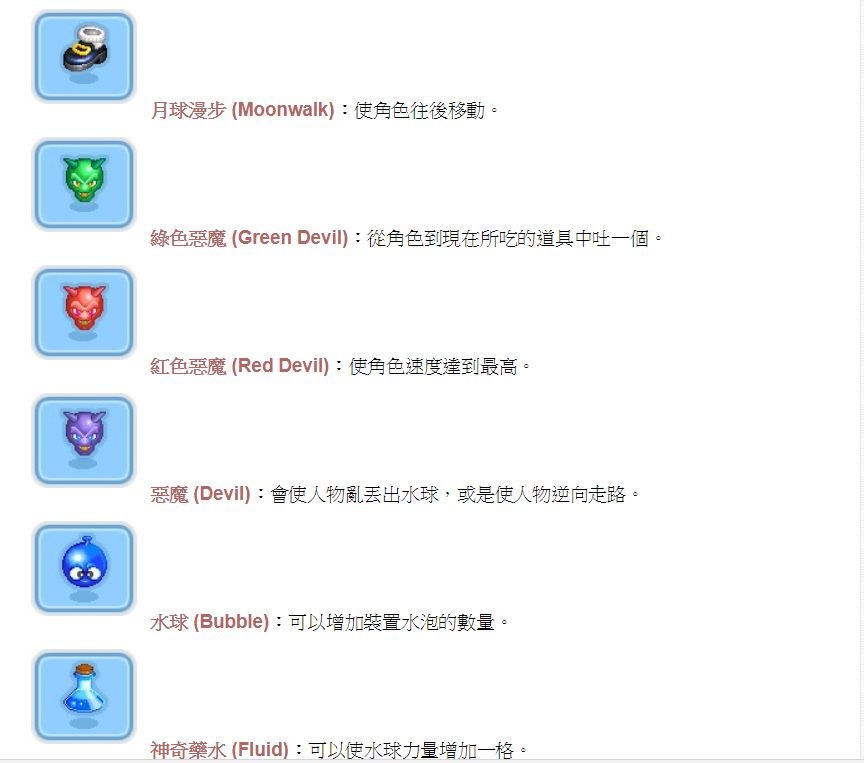 月球漫步 (Moonwalk)：使角色往後移動。
綠色惡魔 (Green Devil)：從角色到現在所吃的道具中吐一個。
紅色惡魔 (Red Devil)：使角色速度達到最高。
惡魔 (Devil)：會使人物亂丟出水球，或是使人物逆向走路。
水球 (Bubble)：可以增加裝置水泡的數量。
神奇藥水 (Fluid)：可以使水球力量增加一格。